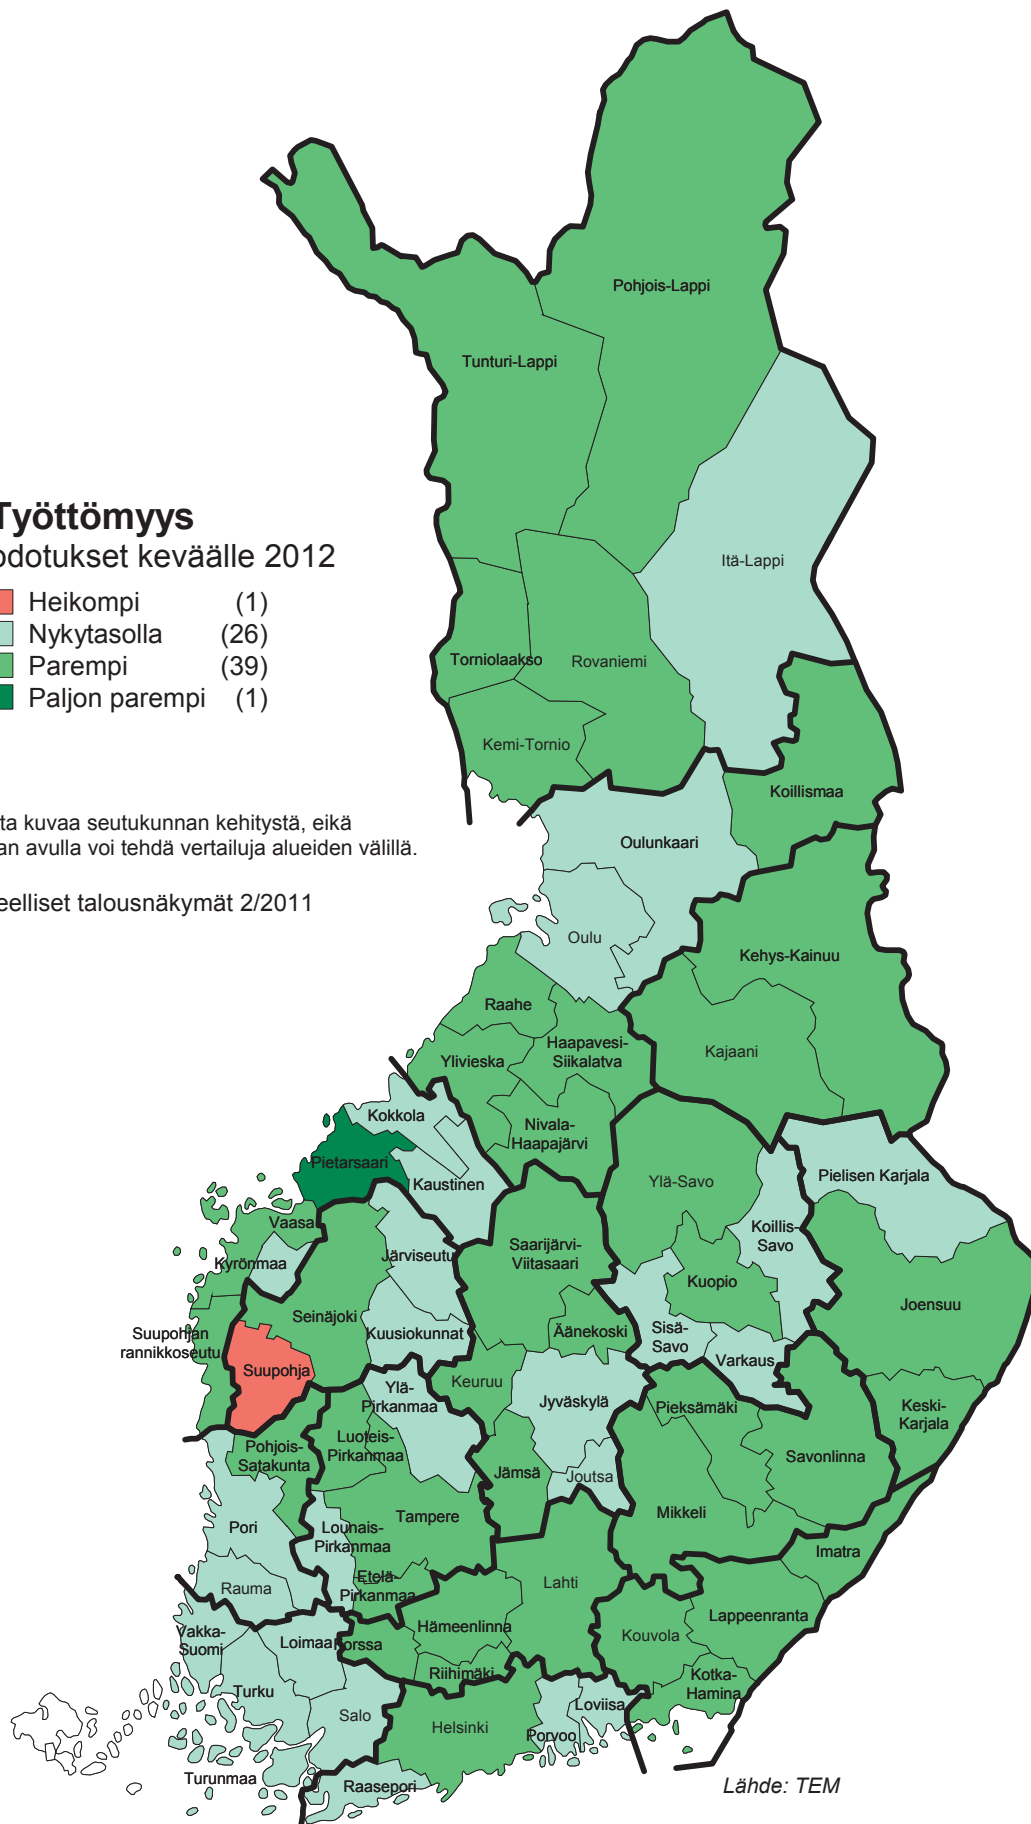 Pohjois-Lappi
Tunturi-Lappi
Työttömyys
odotukset keväälle 2012
Itä-Lappi
Heikompi (1)
Nykytasolla (26)
Parempi (39)
Paljon parempi (1)
Torniolaakso
Rovaniemi
Kemi-Tornio
Koillismaa
ta kuvaa seutukunnan kehitystä, eikä
an avulla voi tehdä vertailuja alueiden välillä.
Oulunkaari
eelliset talousnäkymät 2/2011
Oulu
Kehys-Kainuu
Raahe
Haapavesi-
Siikalatva
Ylivieska
Kajaani
Kokkola
Nivala-
Haapajärvi
Pietarsaari
Kaustinen
Ylä-Savo
Pielisen Karjala
Vaasa
Koillis-
Savo
Kyrönmaa
Järviseutu
Saarijärvi-
Viitasaari
Kuopio
Joensuu
Seinäjoki
Suupohjan
rannikkoseutu
Kuusiokunnat
Äänekoski
Sisä-
Savo
Varkaus
Suupohja
Ylä-
Pirkanmaa
Keuruu
Jyväskylä
Pieksämäki
Keski-
Karjala
Pohjois-
Satakunta
Luoteis-
Pirkanmaa
Jämsä
Joutsa
Savonlinna
Pori
Lounais-
Pirkanmaa
Tampere
Mikkeli
Imatra
Rauma
Etelä-
Pirkanmaa
Lahti
Lappeenranta
Vakka-
Suomi
Loimaa
Forssa
Hämeenlinna
Kouvola
Riihimäki
Kotka-
Hamina
Turku
Salo
Helsinki
Loviisa
Porvoo
Turunmaa
Raasepori
Lähde: TEM